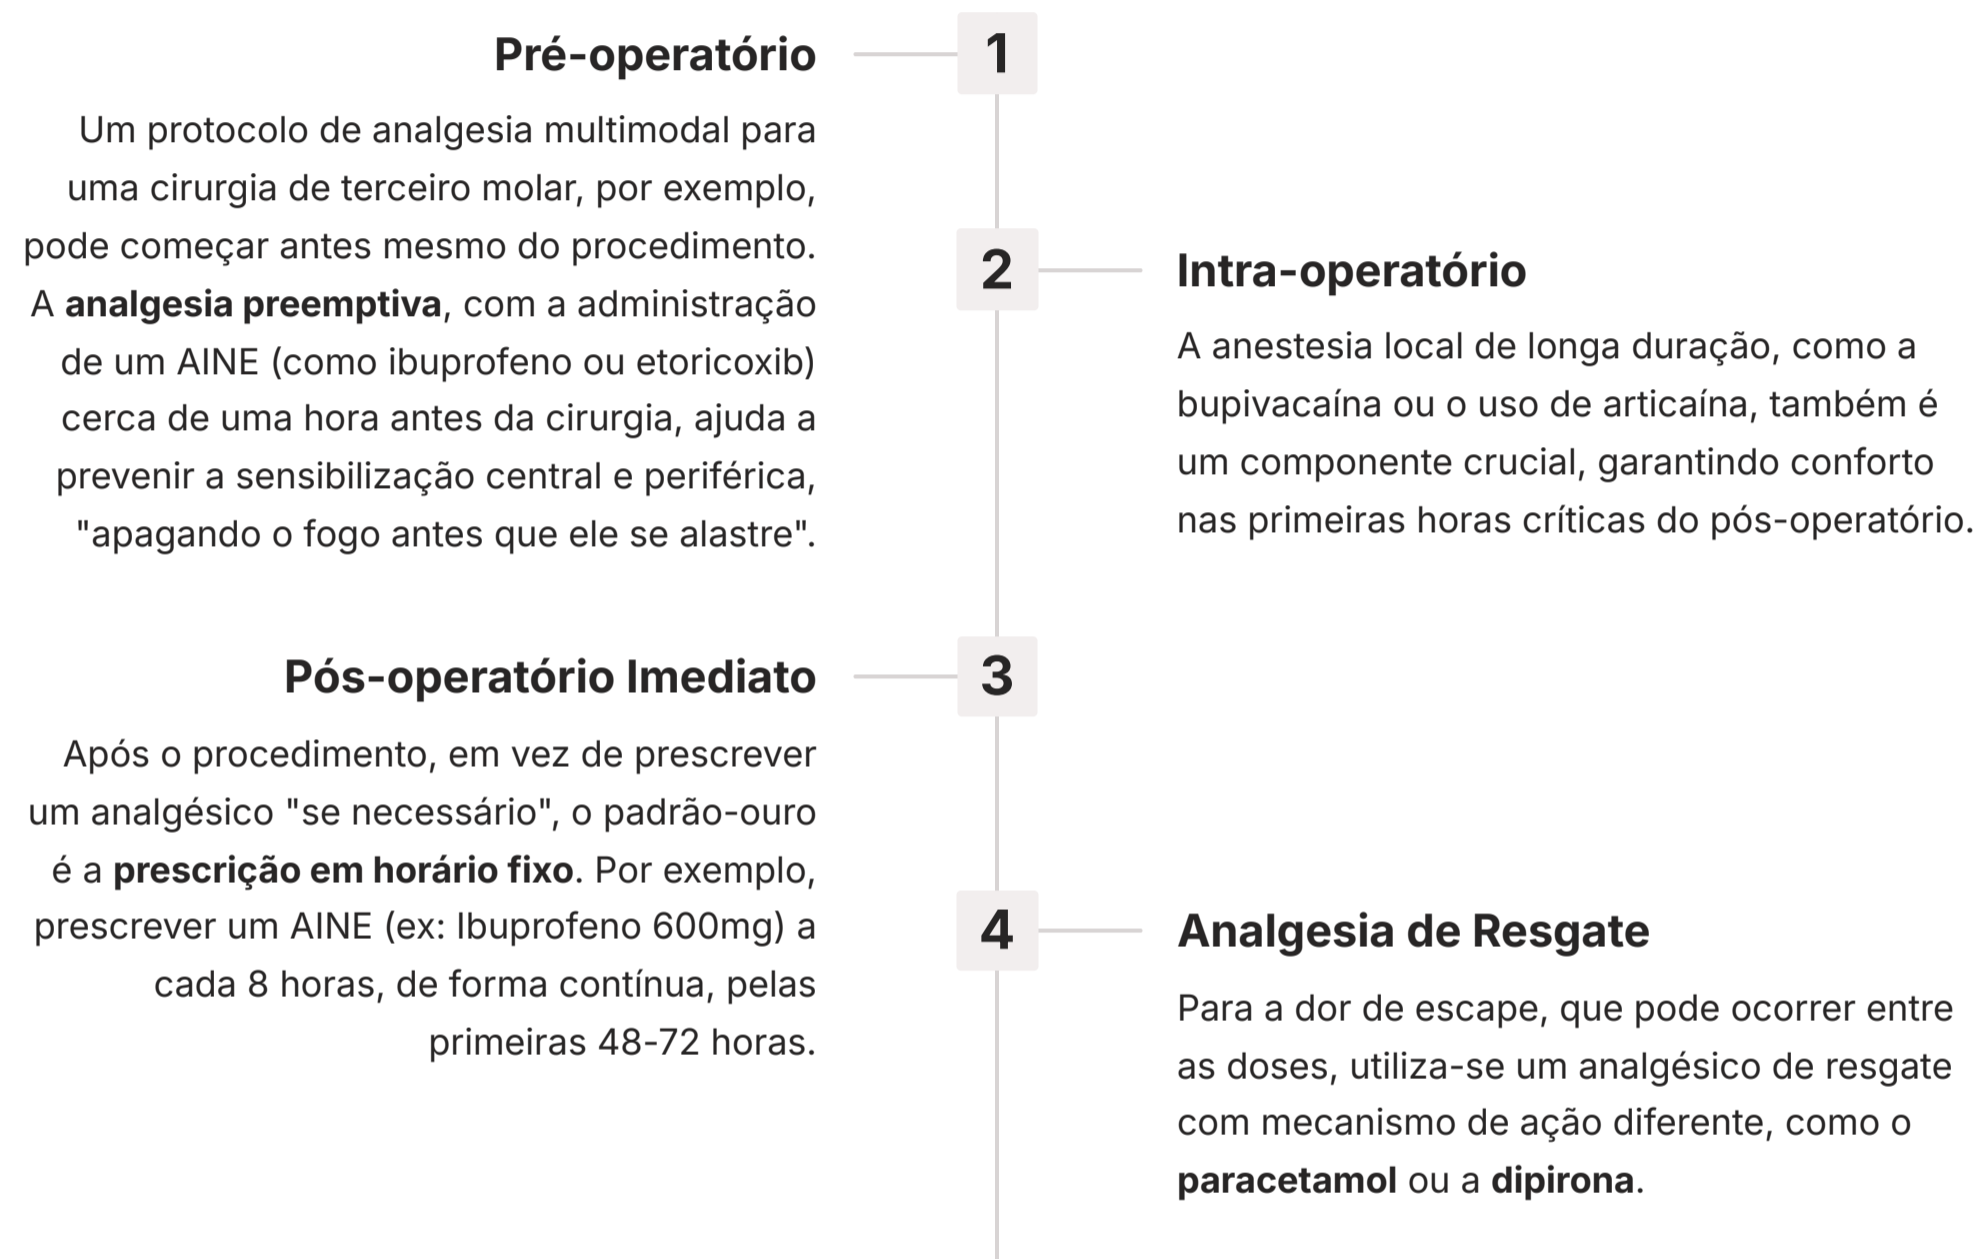 Pré-operatório
1
Um protocolo de analgesia multimodal para
uma cirurgia de terceiro molar, por exemplo,
pode começar antes mesmo do procedimento.
A analgesia preemptiva, com a administração
de um AINE (como ibuprofeno ou etoricoxib)
cerca de uma hora antes da cirurgia, ajuda a
prevenir a sensibilização central e periférica,
"apagando o fogo antes que ele se alastre".
2
Intra-operatório
A anestesia local de longa duração, como a
bupivacaína ou o uso de articaína, também é
um componente crucial, garantindo conforto
nas primeiras horas críticas do pós-operatório.
Pós-operatório Imediato
3
Após o procedimento, em vez de prescrever
um analgésico "se necessário", o padrão-ouro
é a prescrição em horário fixo. Por exemplo,
prescrever um AINE (ex: Ibuprofeno 600mg) a
cada 8 horas, de forma contínua, pelas
primeiras 48-72 horas.
4
Analgesia de Resgate
Para a dor de escape, que pode ocorrer entre
as doses, utiliza-se um analgésico de resgate
com mecanismo de ação diferente, como o
paracetamol ou a dipirona.